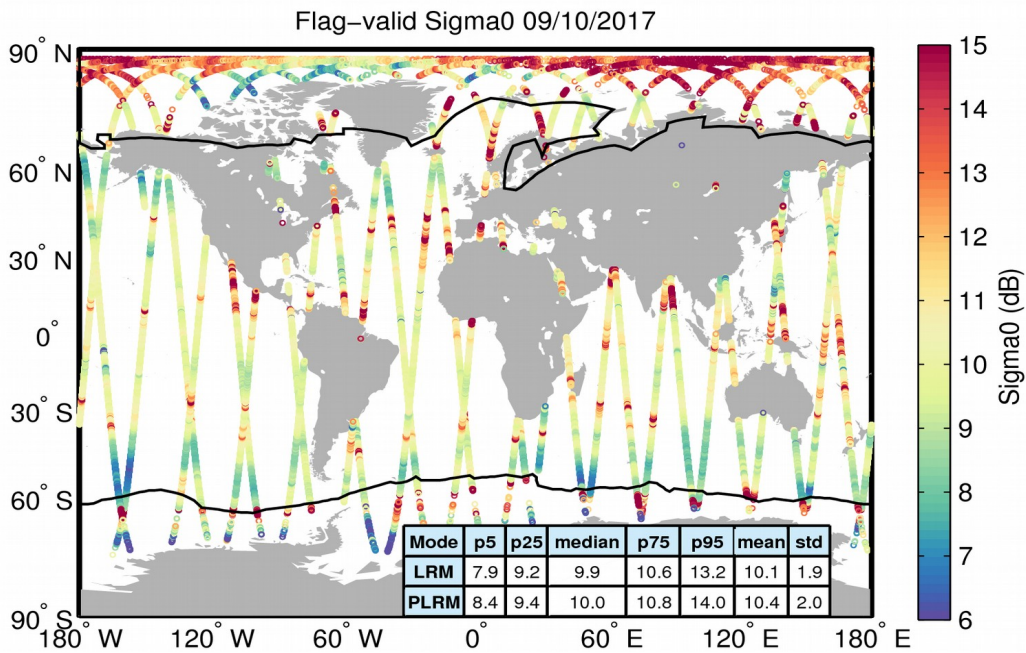 Flag−valid Sigma0 09/10/2017
90° N
60° N
30° N
0°
30° S
60° S
90° S
180° W
120° W
60° W
0°
60° E
120° E
180° E
15
14
13
12
11
10
9
8
7
6
Sigma0 (dB)
Mode p5 p25 median p75 p95 mean std
LRM 7.9 9.2 9.9 10.6 13.2 10.1 1.9
PLRM 8.4 9.4 10.0 10.8 14.0 10.4 2.0